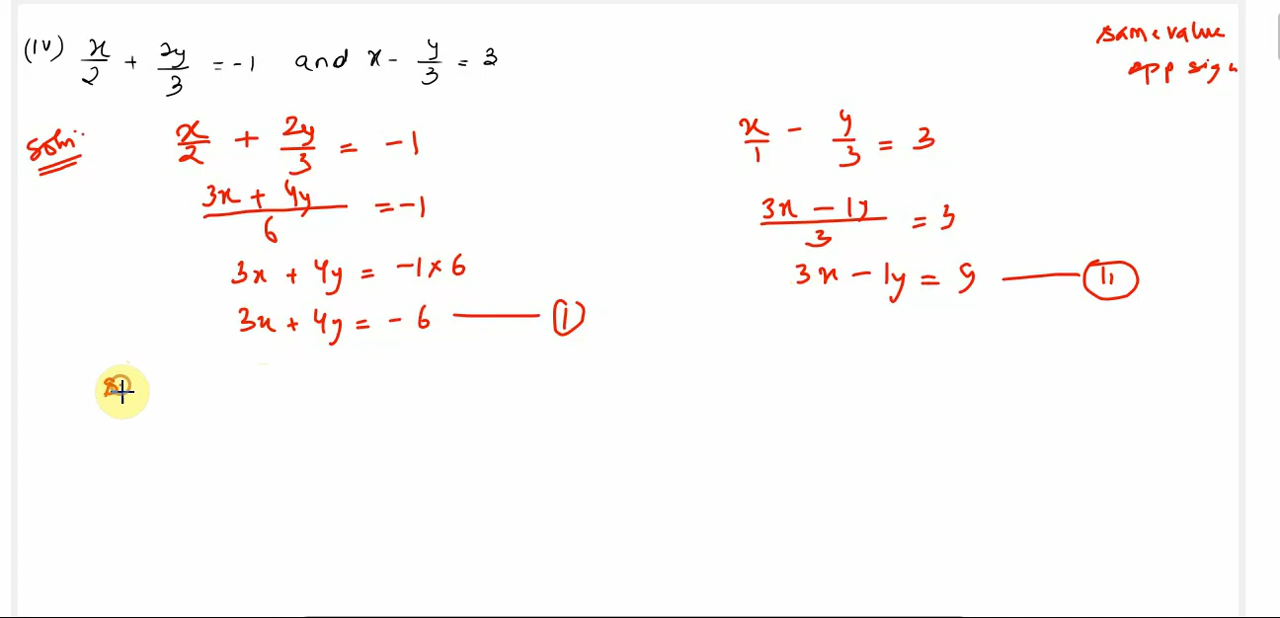 (iv) x/2 + 2y/3 = -1 and x - y/3 = 3
same value
opp sign
Soln:
x/2 + 2y/3 = -1
(3x + 4y)/6 = -1
3x + 4y = -1 × 6
3x + 4y = - 6 —— (i)
x/1 - y/3 = 3
(3x - 1y)/3 = 3
3x - 1y = 9 —— (ii)